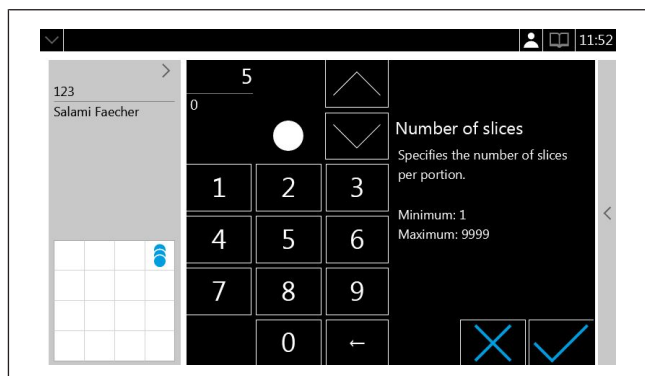 11:52
123
Salami Faecher
5
0
Number of slices
Specifies the number of slices
per portion.
Minimum: 1
Maximum: 9999
1 2 3
4 5 6
7 8 9
0 ←